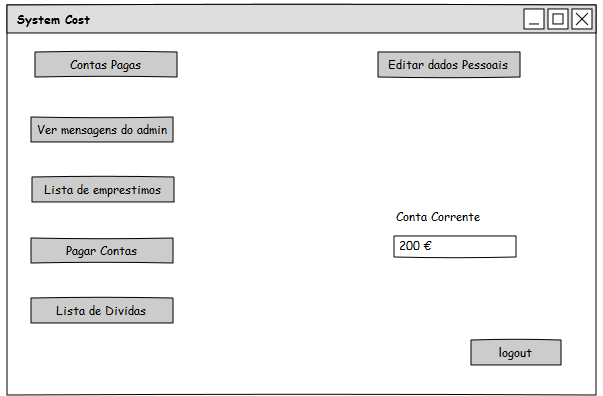 System Cost
Contas Pagas
Editar dados Pessoais
Ver mensagens do admin
Lista de emprestimos
Conta Corrente
200 €
Pagar Contas
Lista de Dividas
logout